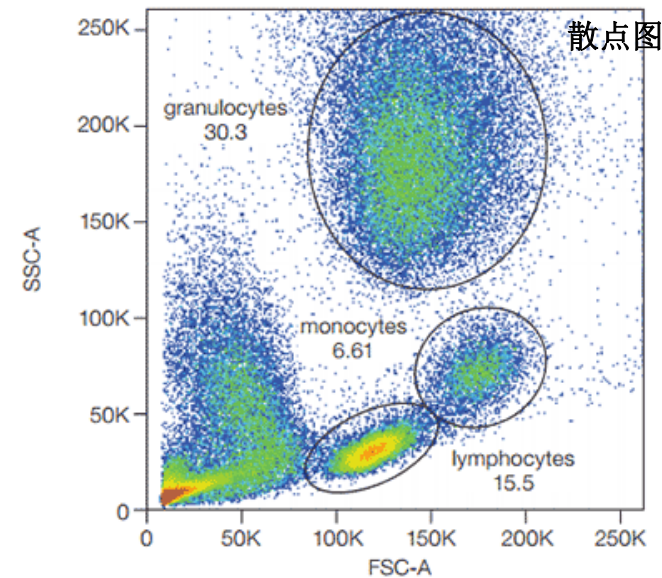 散点图
250K
granulocytes
30.3
200K
150K
SSC-A
100K
monocytes
6.61
50K
lymphocytes
15.5
0
0 50K 100K 150K 200K 250K
FSC-A